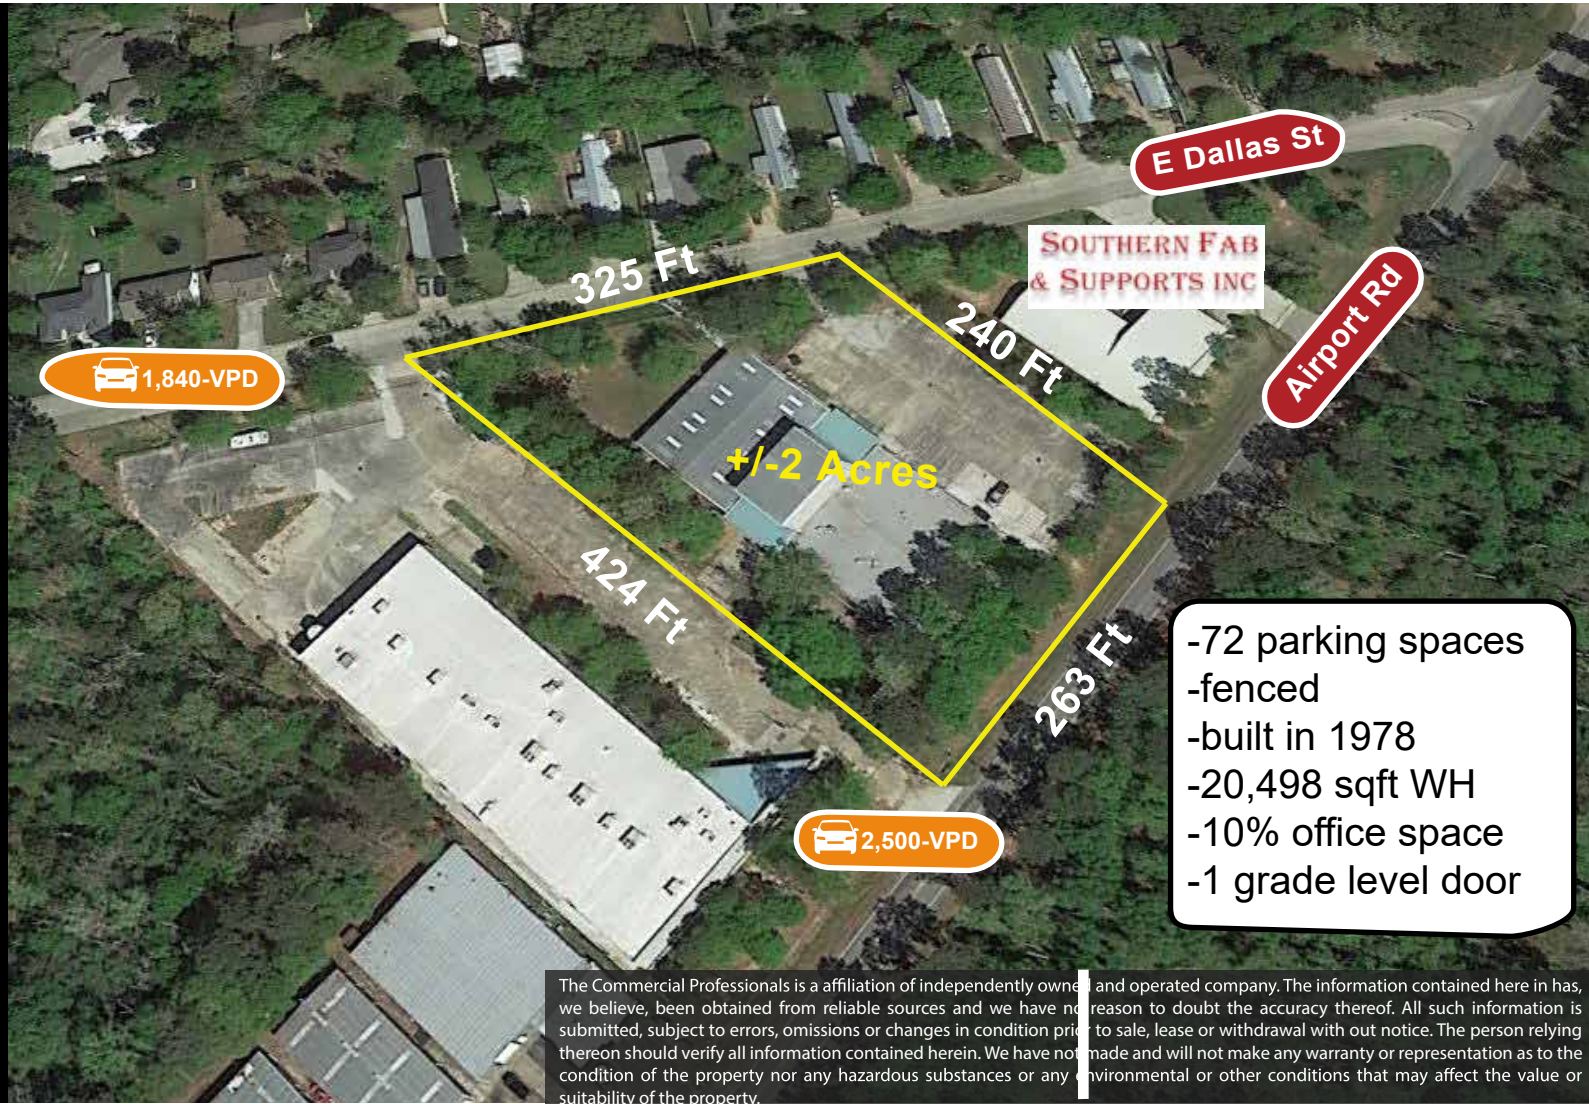 E Dallas St
SOUTHERN FAB
& SUPPORTS INC
325 Ft
Airport Rd
240 Ft
1,840-VPD
+/-2 Acres
424 Ft
263 Ft
-72 parking spaces
-fenced
-built in 1978
-20,498 sqft WH
-10% office space
-1 grade level door
2,500-VPD
The Commercial Professionals is a affiliation of independently owned and operated company. The information contained here in has,
we believe, been obtained from reliable sources and we have no reason to doubt the accuracy thereof. All such information is
submitted, subject to errors, omissions or changes in condition prior to sale, lease or withdrawal with out notice. The person relying
thereon should verify all information contained herein. We have not made and will not make any warranty or representation as to the
condition of the property nor any hazardous substances or any environmental or other conditions that may affect the value or
suitability of the property.